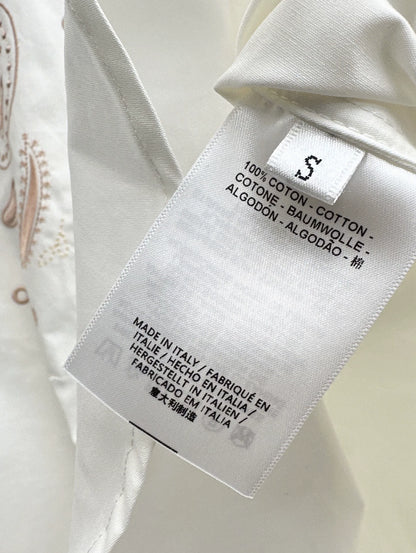 S
100% COTON - COTTON -
COTONE - BAUMWOLLE -
ALGODÓN - ALGODÃO - 棉
MADE IN ITALY / FABRIQUÉ EN
ITALIE / HECHO EN ITALIA /
HERGESTELLT IN ITALIEN /
FABRICADO EM ITALIA
意大利制造